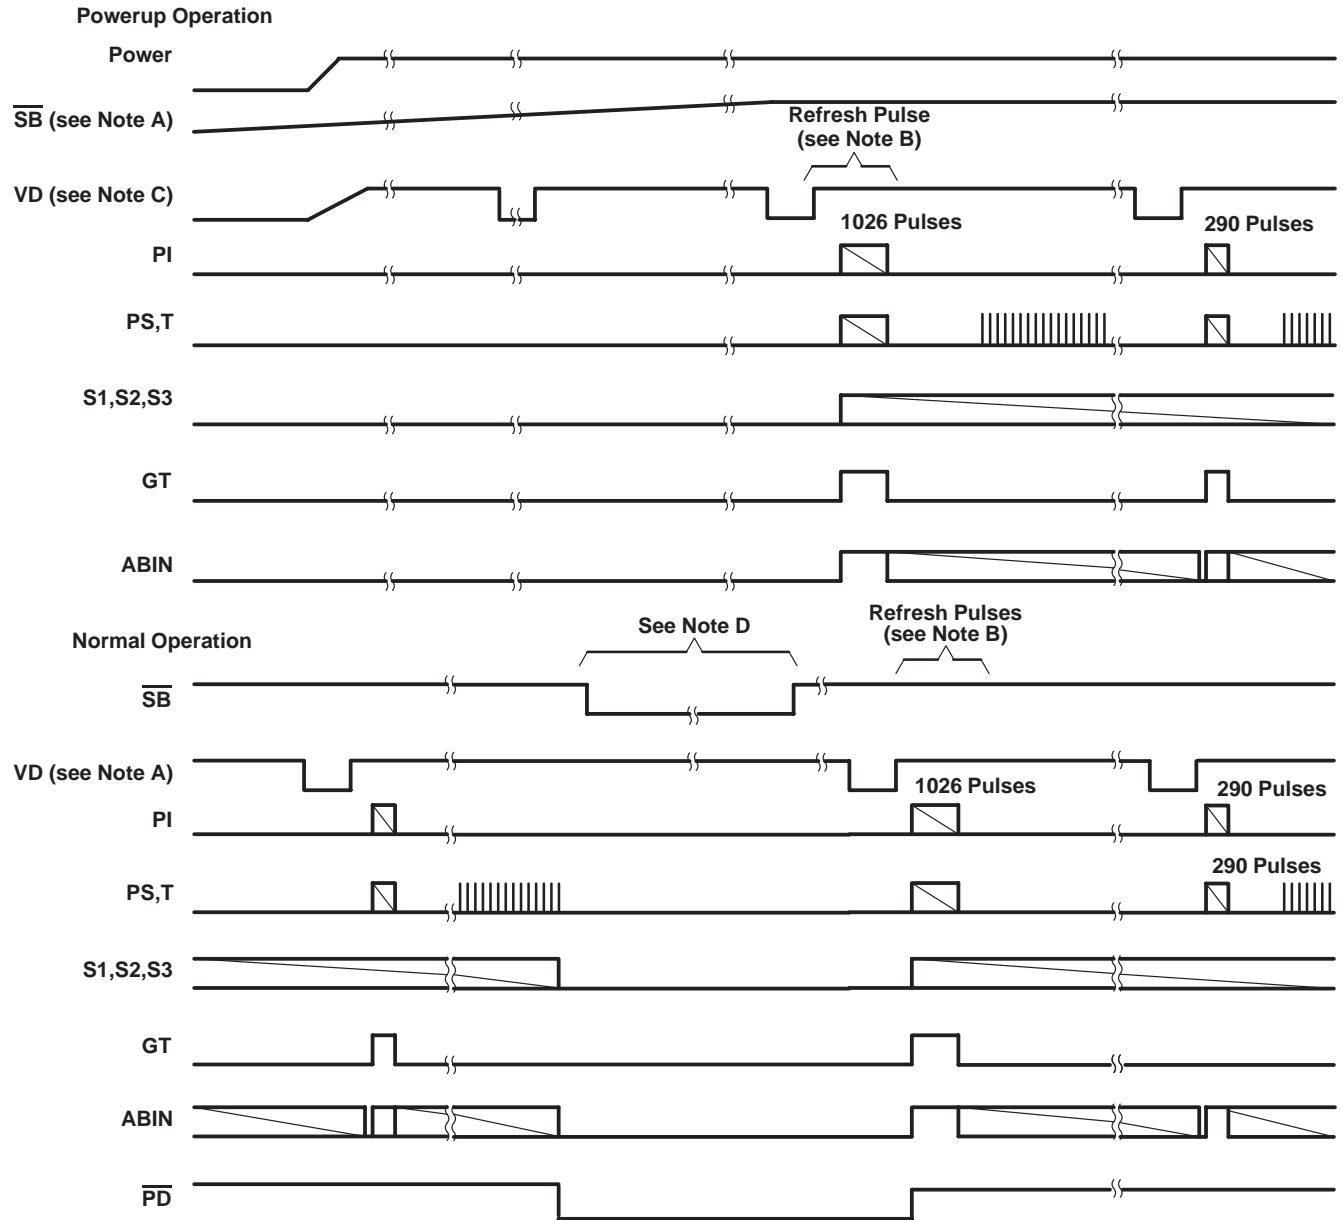 Powerup Operation
Power
SB (see Note A)
Refresh Pulse
(see Note B)
VD (see Note C)
1026 Pulses
290 Pulses
PI
PS,T
S1,S2,S3
GT
ABIN
Normal Operation
See Note D
Refresh Pulses
(see Note B)
SB
VD (see Note A)
1026 Pulses
290 Pulses
PI
290 Pulses
PS,T
S1,S2,S3
GT
ABIN
PD